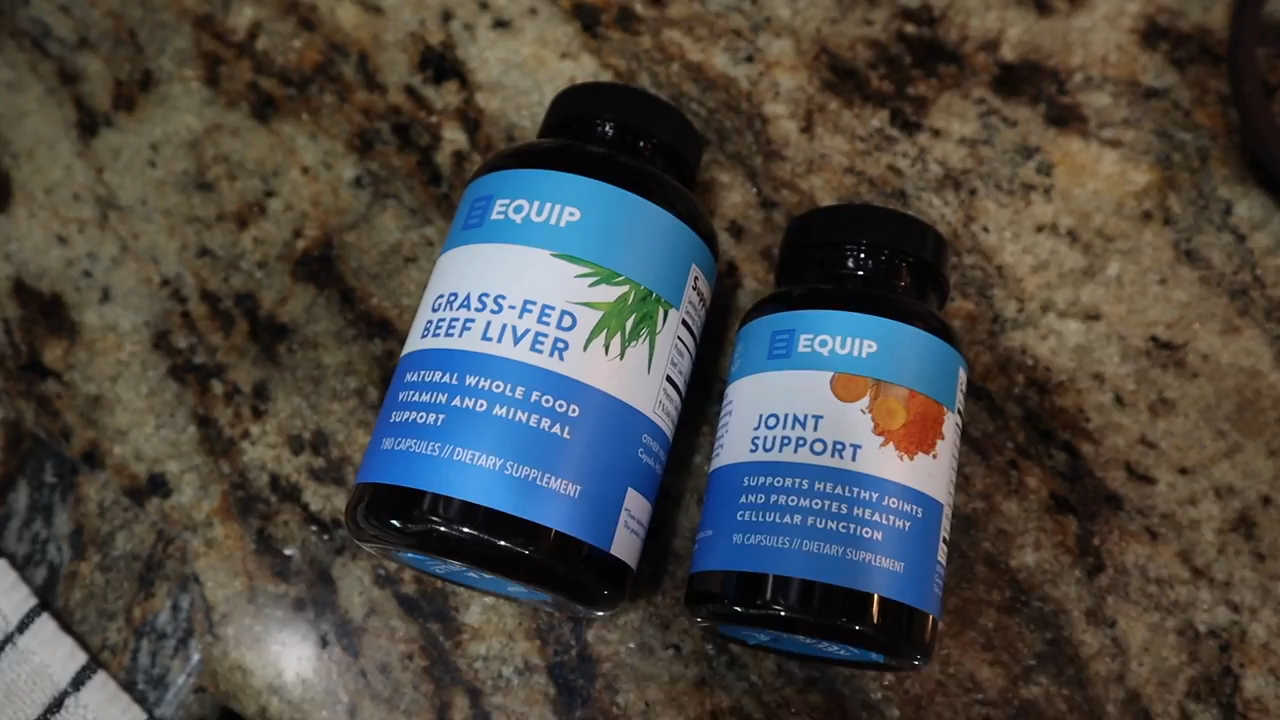 EQUIP
GRASS-FED
BEEF LIVER
NATURAL WHOLE FOOD
VITAMIN AND MINERAL
SUPPORT
180 CAPSULES // DIETARY SUPPLEMENT
EQUIP
JOINT
SUPPORT
SUPPORTS HEALTHY JOINTS
AND PROMOTES HEALTHY
CELLULAR FUNCTION
90 CAPSULES // DIETARY SUPPLEMENT